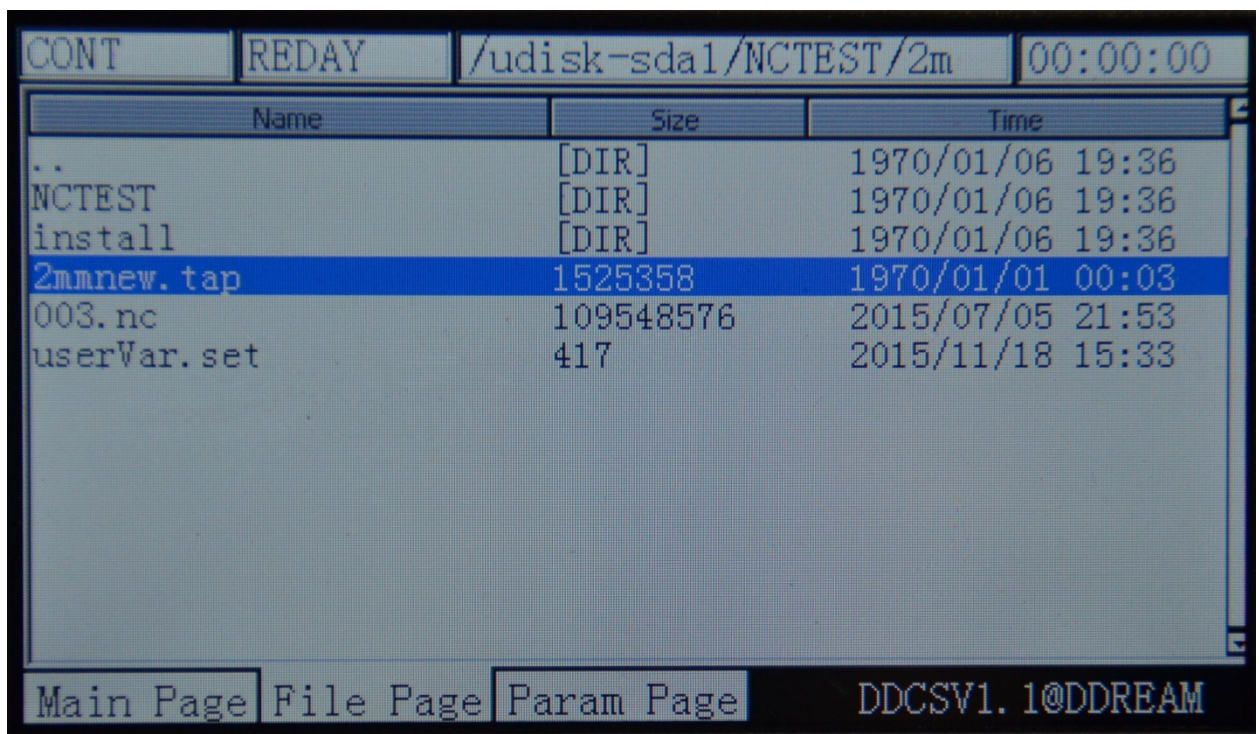 CONT REDAY /udisk-sda1/NCTEST/2m 00:00:00
Name Size Time
.. [DIR] 1970/01/06 19:36
NCTEST [DIR] 1970/01/06 19:36
install [DIR] 1970/01/06 19:36
2mmnew.tap 1525358 1970/01/01 00:03
003.nc 109548576 2015/07/05 21:53
userVar.set 417 2015/11/18 15:33
Main Page File Page Param Page DDCSV1.1@DDREAM